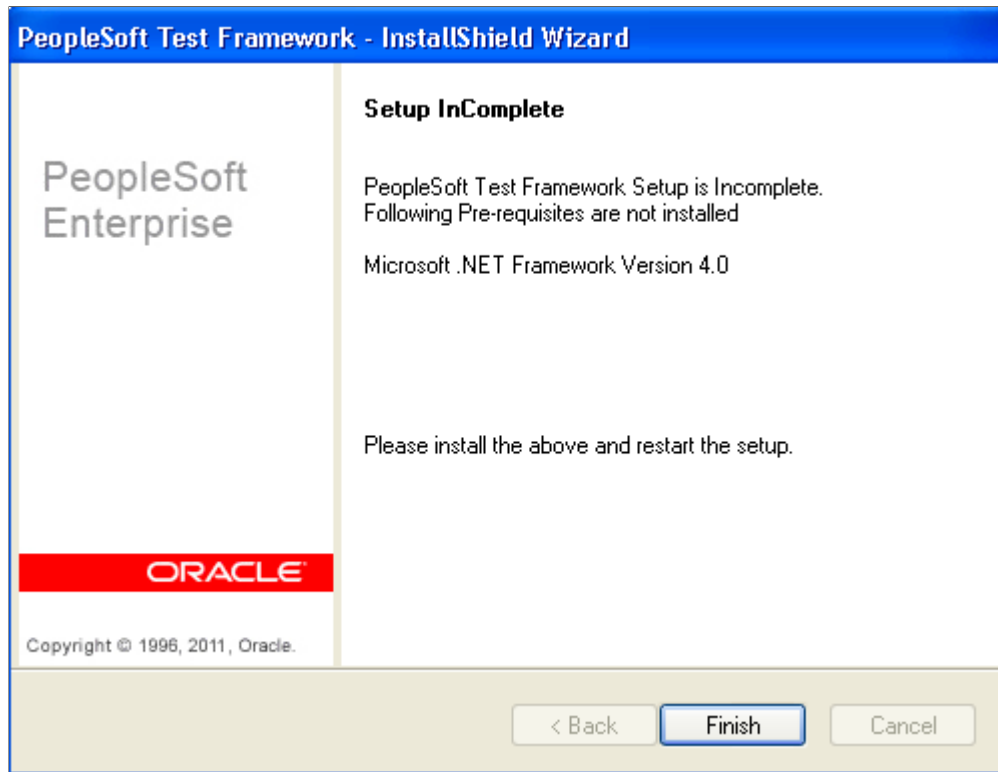 PeopleSoft Test Framework - InstallShield Wizard
PeopleSoft
Enterprise
ORACLE
Copyright © 1996, 2011, Oracle.
Setup InComplete
PeopleSoft Test Framework Setup is Incomplete.
Following Pre-requisites are not installed
Microsoft .NET Framework Version 4.0
Please install the above and restart the setup.
< Back
Finish
Cancel